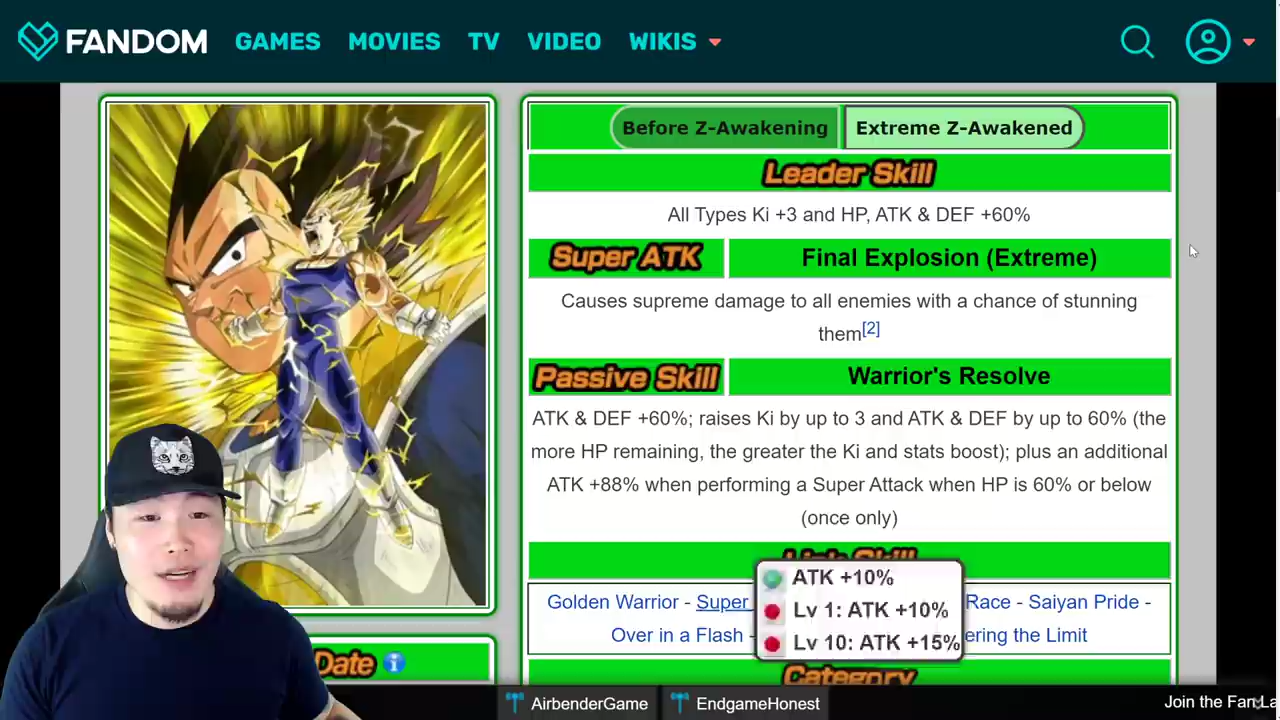 FANDOM GAMES MOVIES TV VIDEO WIKIS
Before Z-Awakening Extreme Z-Awakened
Leader Skill
All Types Ki +3 and HP, ATK & DEF +60%
Super ATK Final Explosion (Extreme)
Causes supreme damage to all enemies with a chance of stunning
them[2]
Passive Skill Warrior's Resolve
ATK & DEF +60%; raises Ki by up to 3 and ATK & DEF by up to 60% (the
more HP remaining, the greater the Ki and stats boost); plus an additional
ATK +88% when performing a Super Attack when HP is 60% or below
(once only)
Link Skill
ATK +10%
Lv 1: ATK +10%
Lv 10: ATK +15%
Golden Warrior - Super Race - Saiyan Pride -
Over in a Flash - ering the Limit
Date
Category
AirbenderGame EndgameHonest Join the Fan La